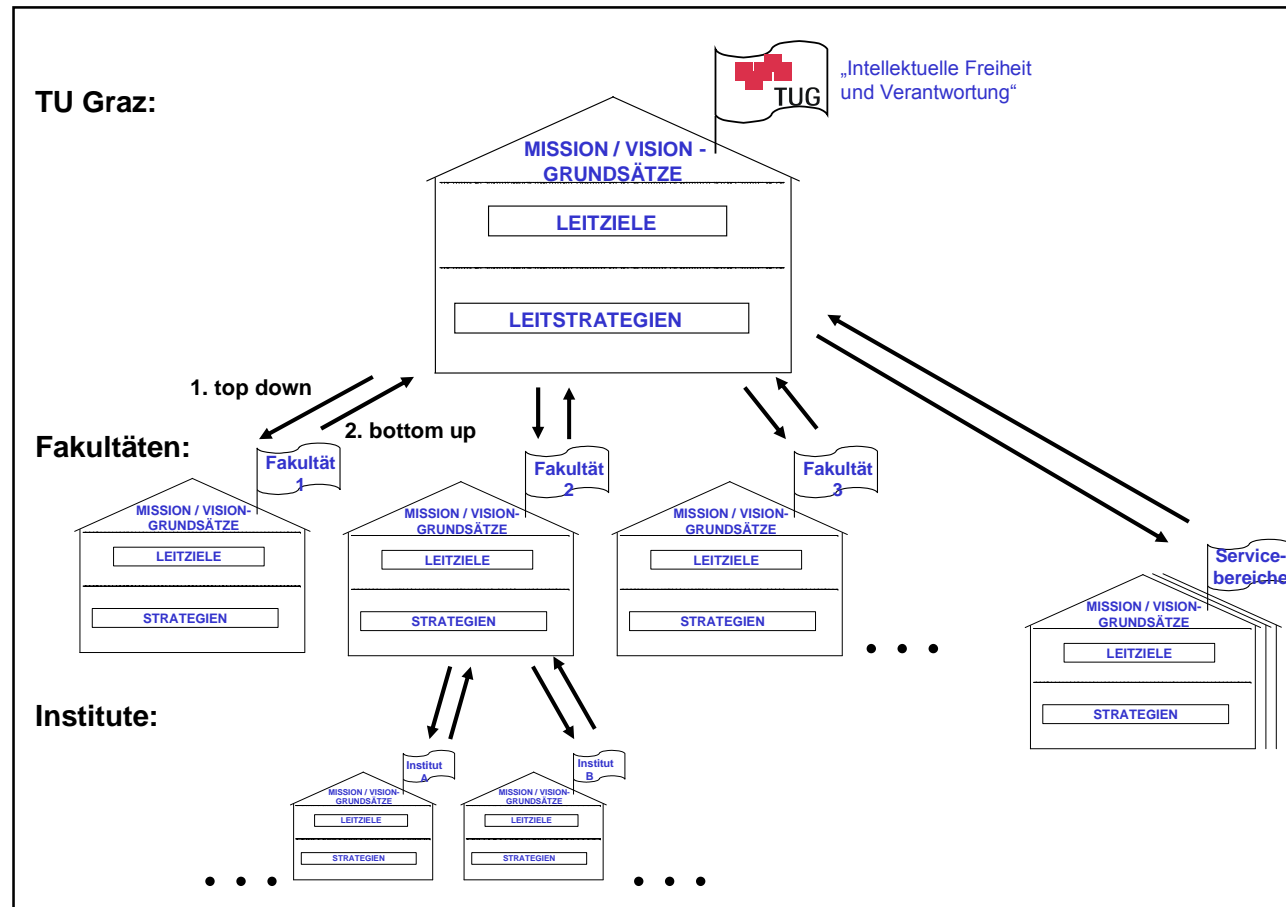 TU Graz:
TUG
„Intellektuelle Freiheit
und Verantwortung“
MISSION / VISION -
GRUNDSÄTZE
LEITZIELE
LEITSTRATEGIEN
1. top down
2. bottom up
Fakultäten:
Fakultät
1
MISSION / VISION-
GRUNDSÄTZE
LEITZIELE
STRATEGIEN
Fakultät
2
MISSION / VISION-
GRUNDSÄTZE
LEITZIELE
STRATEGIEN
Fakultät
3
MISSION / VISION-
GRUNDSÄTZE
LEITZIELE
STRATEGIEN
• • •
Service-
bereiche
MISSION / VISION-
GRUNDSÄTZE
LEITZIELE
STRATEGIEN
Institute:
Institut
A
MISSION / VISION-
GRUNDSÄTZE
LEITZIELE
STRATEGIEN
Institut
B
MISSION / VISION-
GRUNDSÄTZE
LEITZIELE
STRATEGIEN
• • •
• • •